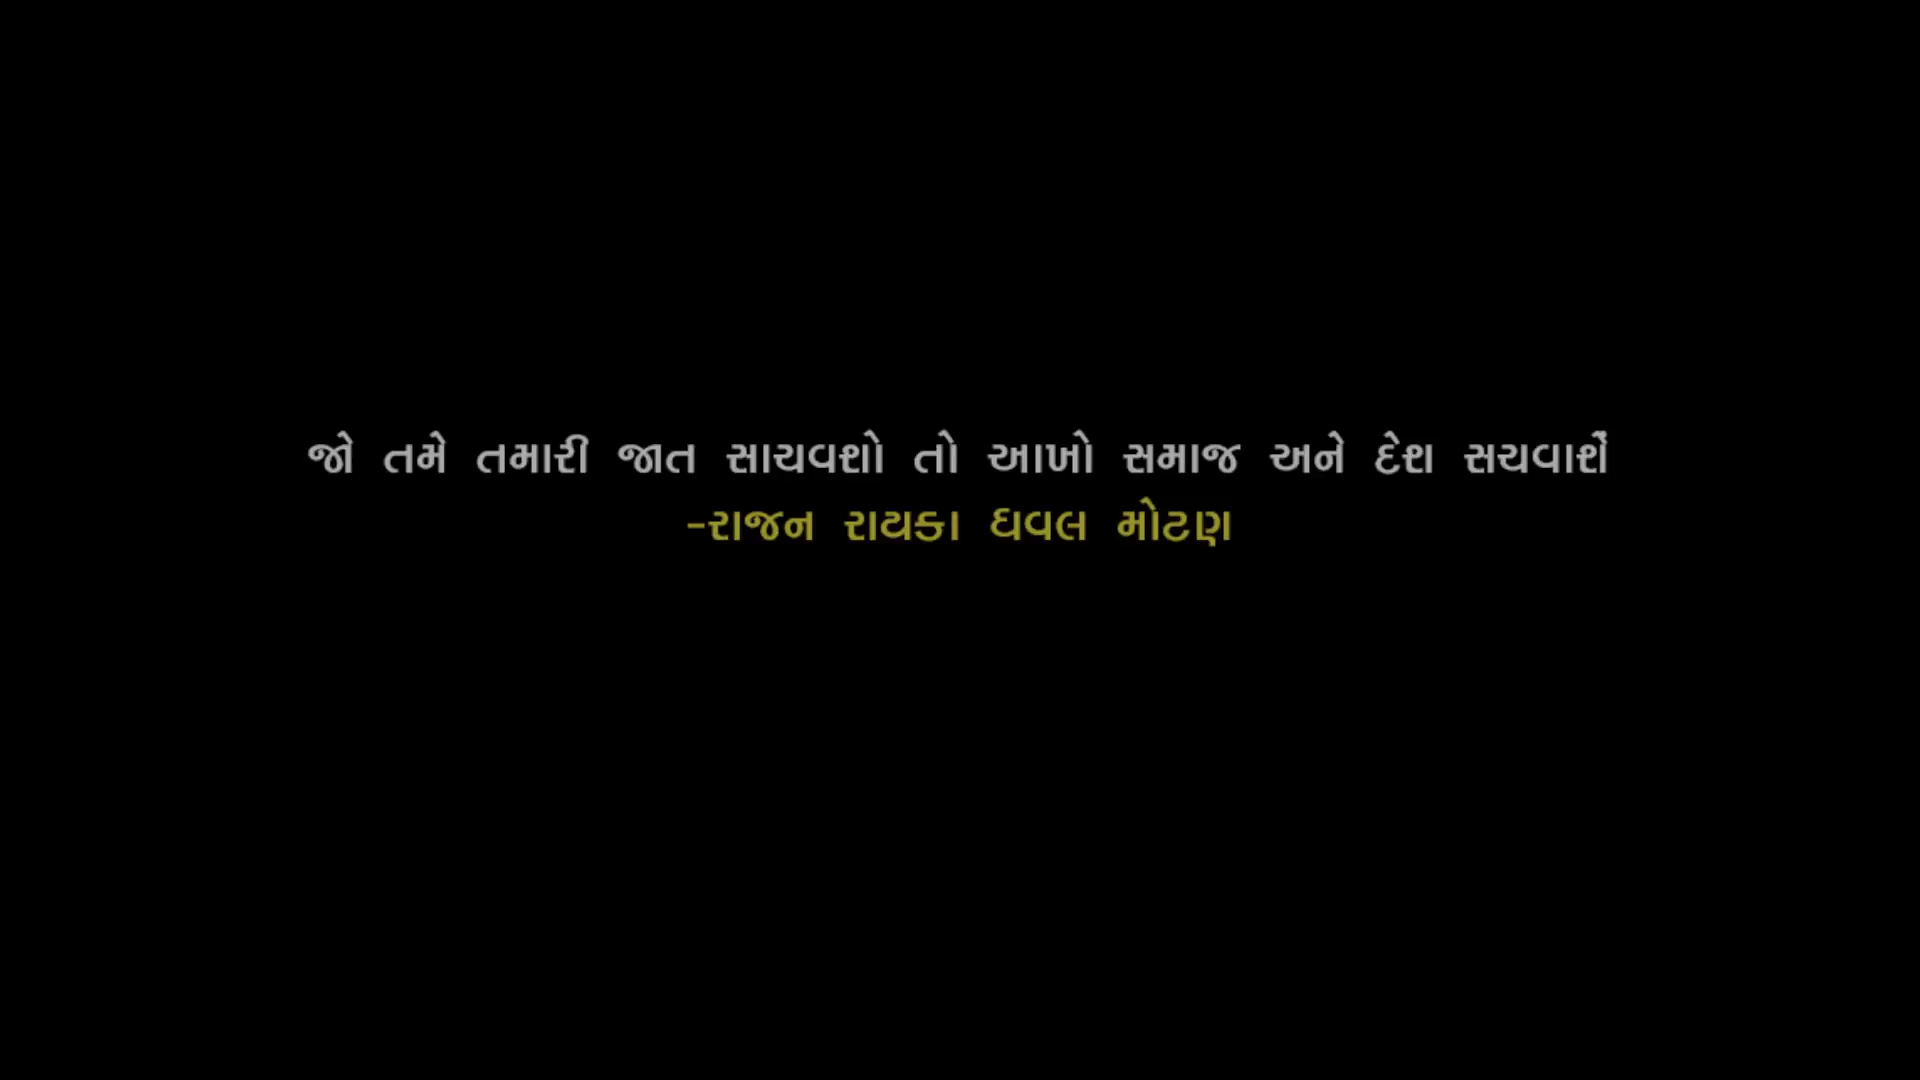 જો તમે તમારી જાત સાચવશો તો આખો સમાજ અને દેશ સચવાશેં
-રાજન રાયકા ધવલ મોટણ